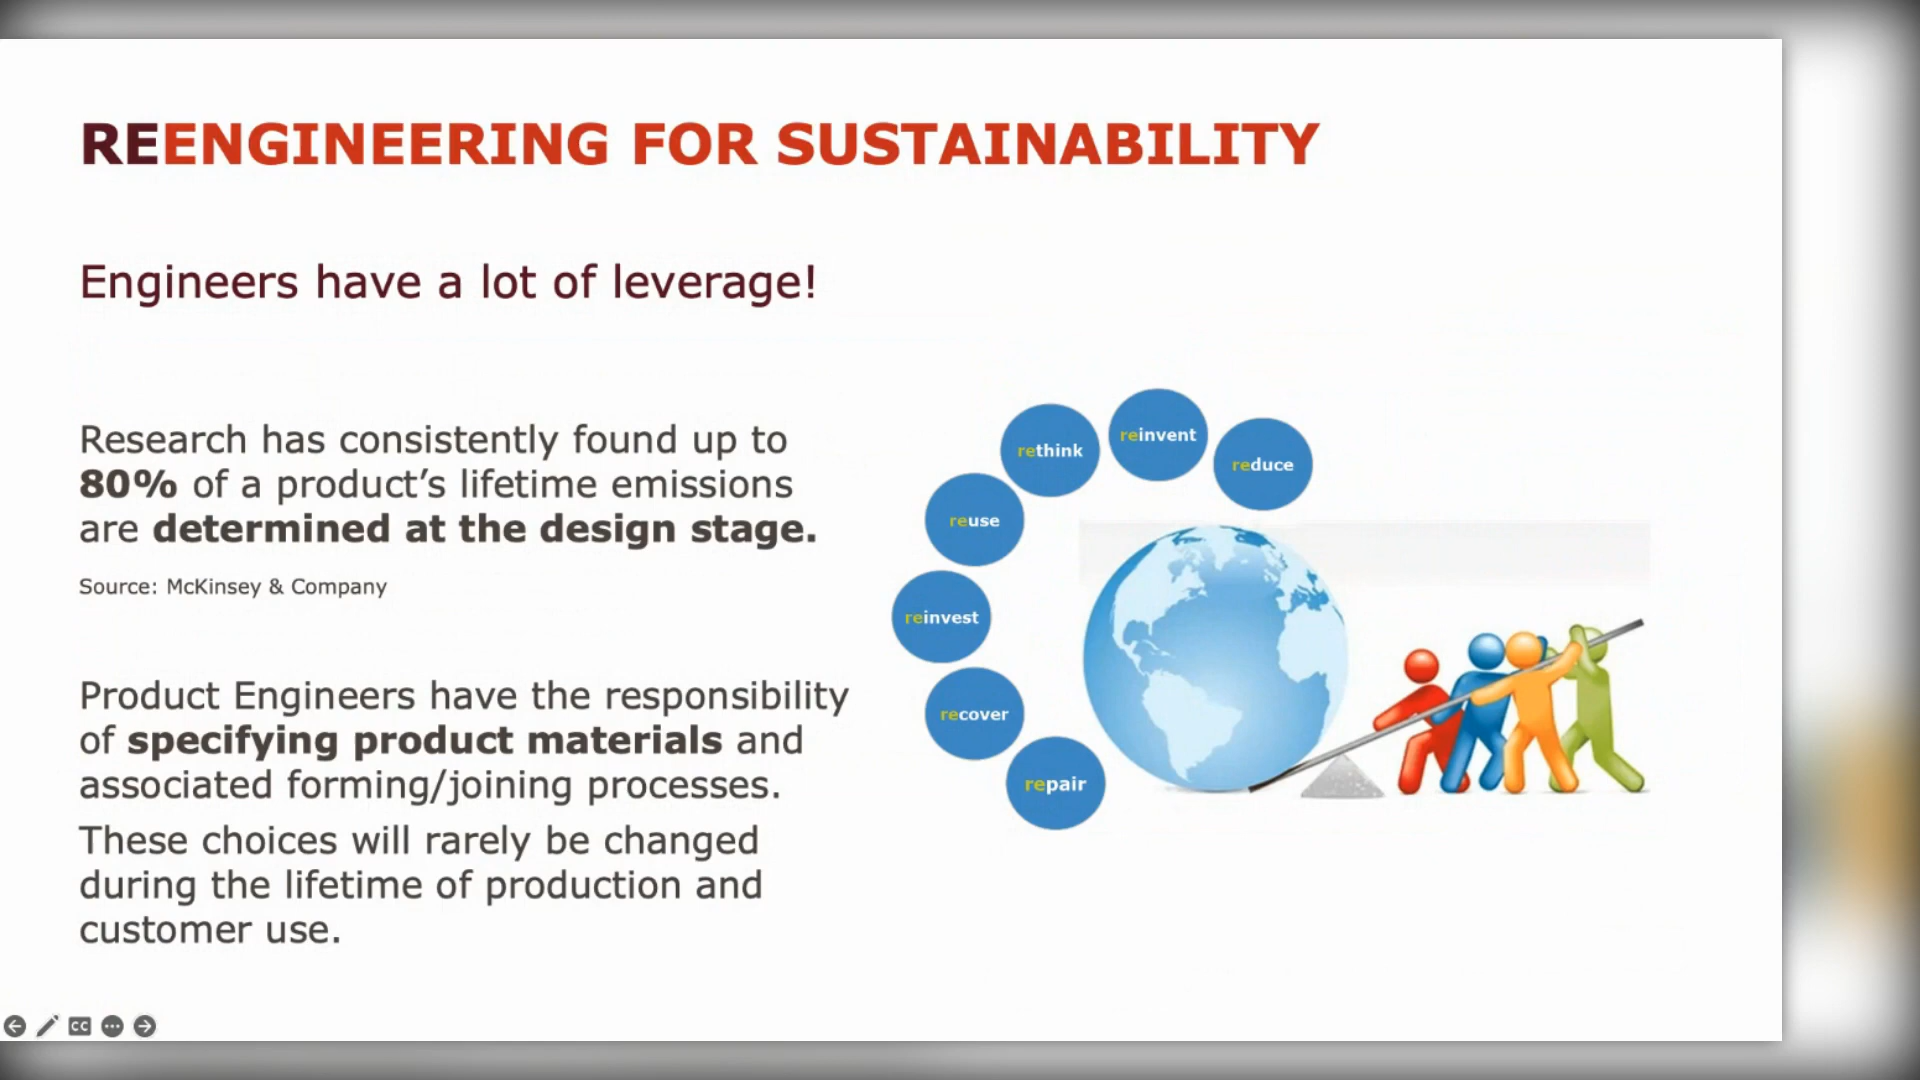 REENGINEERING FOR SUSTAINABILITY
Engineers have a lot of leverage!
Research has consistently found up to
80% of a product’s lifetime emissions
are determined at the design stage.
Source: McKinsey & Company
Product Engineers have the responsibility
of specifying product materials and
associated forming/joining processes.
These choices will rarely be changed
during the lifetime of production and
customer use.
reinvent
rethink
reduce
reuse
reinvest
recover
repair
CC